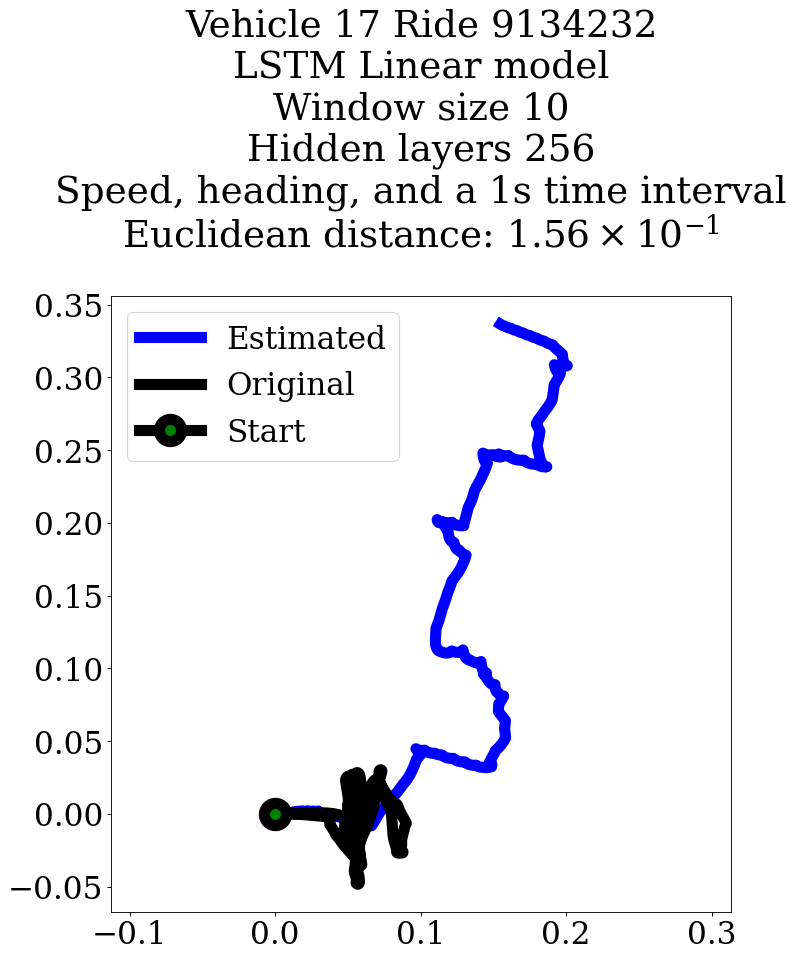 Vehicle 17 Ride 9134232
LSTM Linear model
Window size 10
Hidden layers 256
Speed, heading, and a 1s time interval
Euclidean distance: 1.56 × 10⁻¹
0.35
Estimated
0.30
Original
Start
0.25
0.20
0.15
0.10
0.05
0.00
−0.05
−0.1 0.0 0.1 0.2 0.3